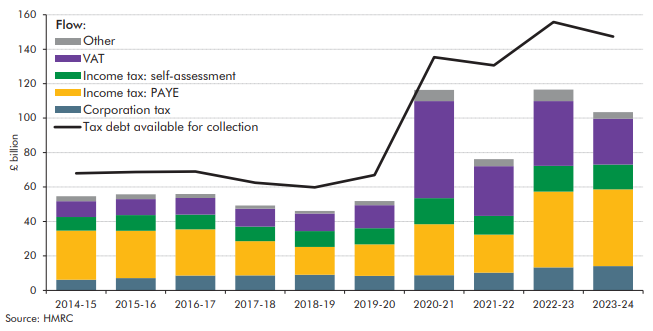 160
140
120
100
80
60
40
20
0
£ billion
Flow:
Other
VAT
Income tax: self-assessment
Income tax: PAYE
Corporation tax
Tax debt available for collection
2014-15 2015-16 2016-17 2017-18 2018-19 2019-20 2020-21 2021-22 2022-23 2023-24
Source: HMRC